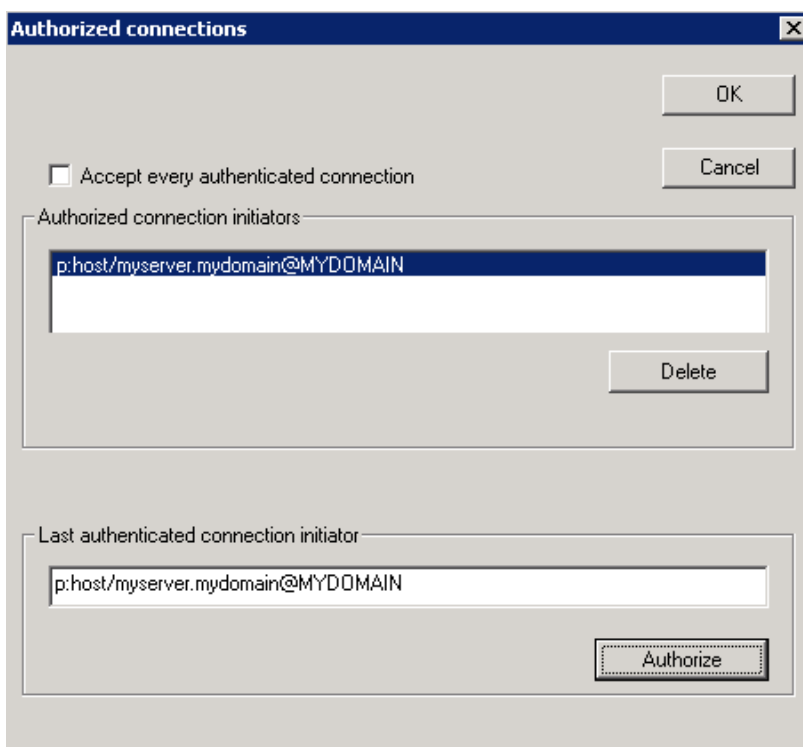 Authorized connections
OK
Accept every authenticated connection
Cancel
Authorized connection initiators
p:host/myserver.mydomain@MYDOMAIN
Delete
Last authenticated connection initiator
p:host/myserver.mydomain@MYDOMAIN
Authorize